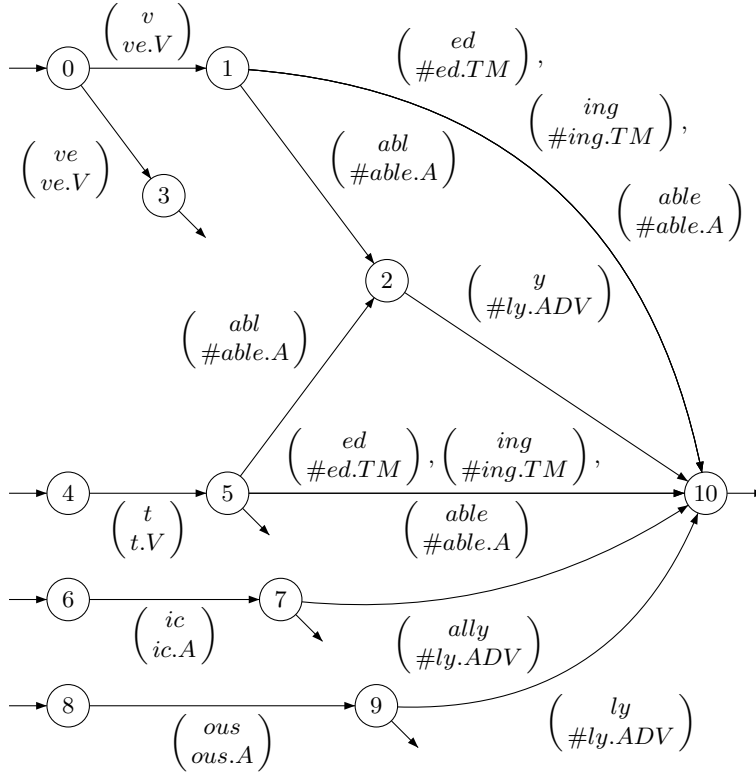 v
ve.V
0
1
ed
#ed.TM ,
ing
#ing.TM ,
abl
#able.A
ve
ve.V
3
able
#able.A
2
y
#ly.ADV
abl
#able.A
ed
#ed.TM , ing
#ing.TM ,
4
5
10
t
t.V
able
#able.A
6
7
ic
ic.A
ally
#ly.ADV
8
9
ous
ous.A
ly
#ly.ADV